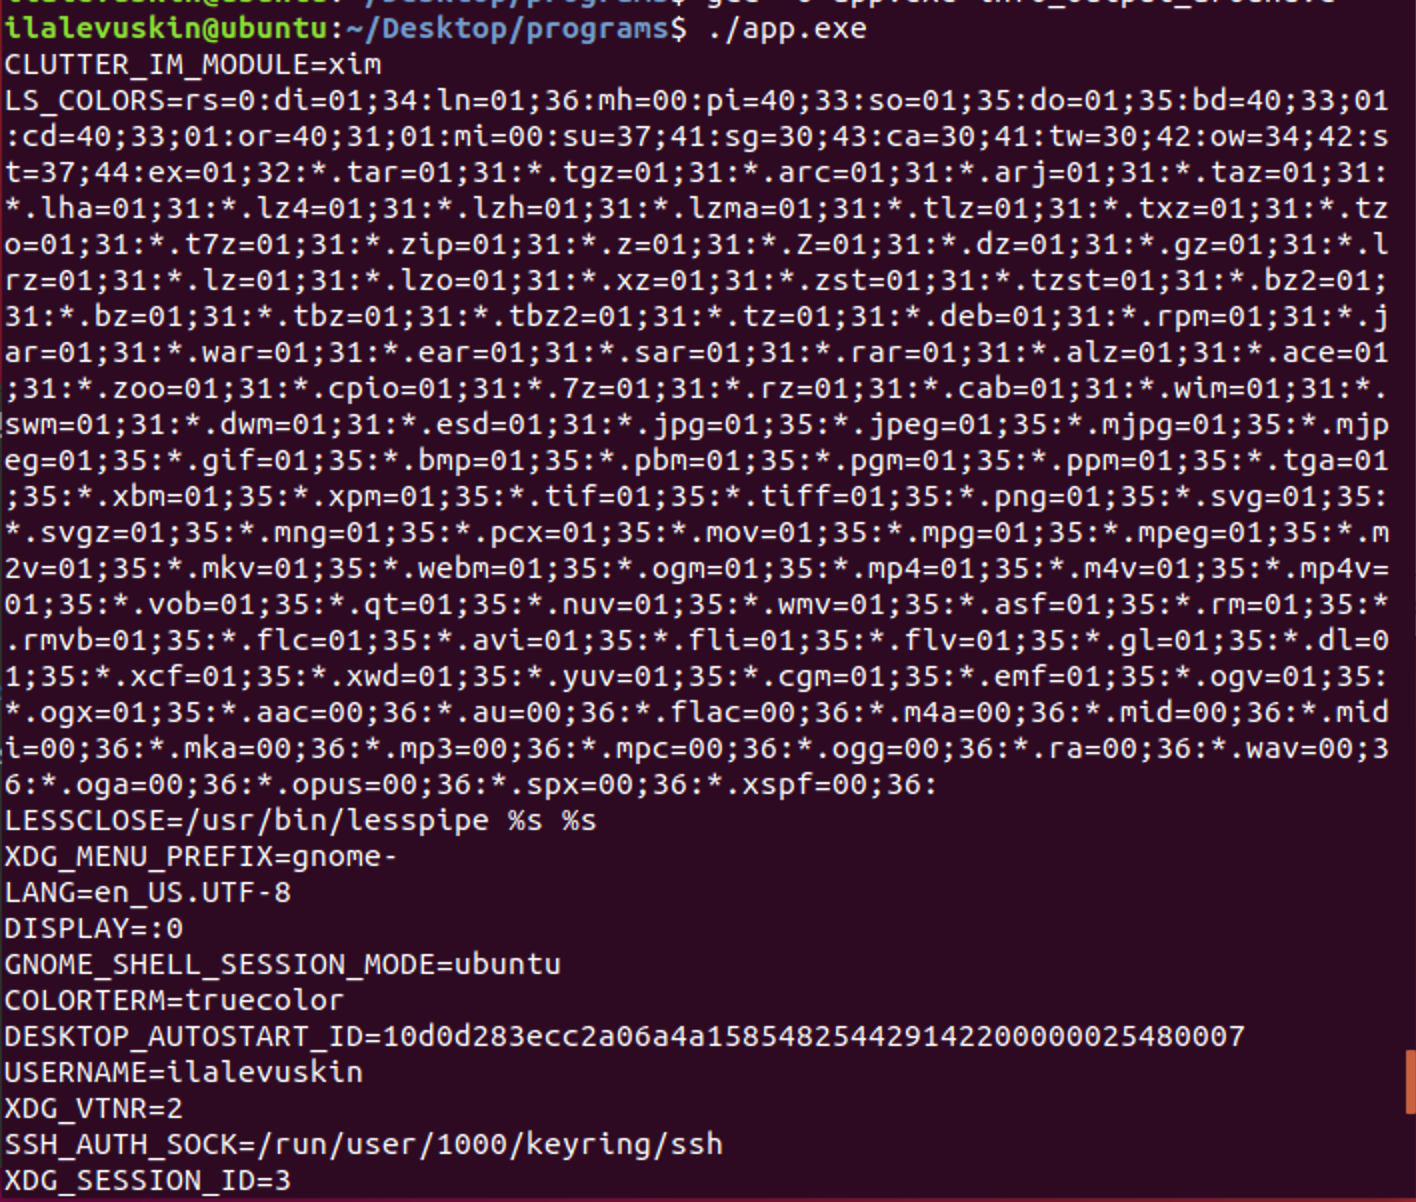 ilalevuskin@ubuntu:~/Desktop/programs$ ./app.exe
CLUTTER_IM_MODULE=xim
LS_COLORS=rs=0:di=01;34:ln=01;36:mh=00:pi=40;33:so=01;35:do=01;35:bd=40;33;01
:cd=40;33;01:or=40;31;01:mi=00:su=37;41:sg=30;43:ca=30;41:tw=30;42:ow=34;42:s
t=37;44:ex=01;32:*.tar=01;31:*.tgz=01;31:*.arc=01;31:*.arj=01;31:*.taz=01;31:
*.lha=01;31:*.lz4=01;31:*.lzh=01;31:*.lzma=01;31:*.tlz=01;31:*.txz=01;31:*.tz
o=01;31:*.t7z=01;31:*.zip=01;31:*.z=01;31:*.Z=01;31:*.dz=01;31:*.gz=01;31:*.l
rz=01;31:*.lz=01;31:*.lzo=01;31:*.xz=01;31:*.zst=01;31:*.tzst=01;31:*.bz2=01;
31:*.bz=01;31:*.tbz=01;31:*.tbz2=01;31:*.tz=01;31:*.deb=01;31:*.rpm=01;31:*.j
ar=01;31:*.war=01;31:*.ear=01;31:*.sar=01;31:*.rar=01;31:*.alz=01;31:*.ace=01
;31:*.zoo=01;31:*.cpio=01;31:*.7z=01;31:*.rz=01;31:*.cab=01;31:*.wim=01;31:*.
swm=01;31:*.dwm=01;31:*.esd=01;31:*.jpg=01;35:*.jpeg=01;35:*.mjpg=01;35:*.mjp
eg=01;35:*.gif=01;35:*.bmp=01;35:*.pbm=01;35:*.pgm=01;35:*.ppm=01;35:*.tga=01
;35:*.xbm=01;35:*.xpm=01;35:*.tif=01;35:*.tiff=01;35:*.png=01;35:*.svg=01;35:
*.svgz=01;35:*.mng=01;35:*.pcx=01;35:*.mov=01;35:*.mpg=01;35:*.mpeg=01;35:*.m
2v=01;35:*.mkv=01;35:*.webm=01;35:*.ogm=01;35:*.mp4=01;35:*.m4v=01;35:*.mp4v=
01;35:*.vob=01;35:*.qt=01;35:*.nuv=01;35:*.wmv=01;35:*.asf=01;35:*.rm=01;35:*
.rmvb=01;35:*.flc=01;35:*.avi=01;35:*.fli=01;35:*.flv=01;35:*.gl=01;35:*.dl=0
1;35:*.xcf=01;35:*.xwd=01;35:*.yuv=01;35:*.cgm=01;35:*.emf=01;35:*.ogv=01;35:
*.ogx=01;35:*.aac=00;36:*.au=00;36:*.flac=00;36:*.m4a=00;36:*.mid=00;36:*.mid
i=00;36:*.mka=00;36:*.mp3=00;36:*.mpc=00;36:*.ogg=00;36:*.ra=00;36:*.wav=00;3
6:*.oga=00;36:*.opus=00;36:*.spx=00;36:*.xspf=00;36:
LESSCLOSE=/usr/bin/lesspipe %s %s
XDG_MENU_PREFIX=gnome-
LANG=en_US.UTF-8
DISPLAY=:0
GNOME_SHELL_SESSION_MODE=ubuntu
COLORTERM=truecolor
DESKTOP_AUTOSTART_ID=10d0d283ecc2a06a4a158548254429142200000025480007
USERNAME=ilalevuskin
XDG_VTNR=2
SSH_AUTH_SOCK=/run/user/1000/keyring/ssh
XDG_SESSION_ID=3